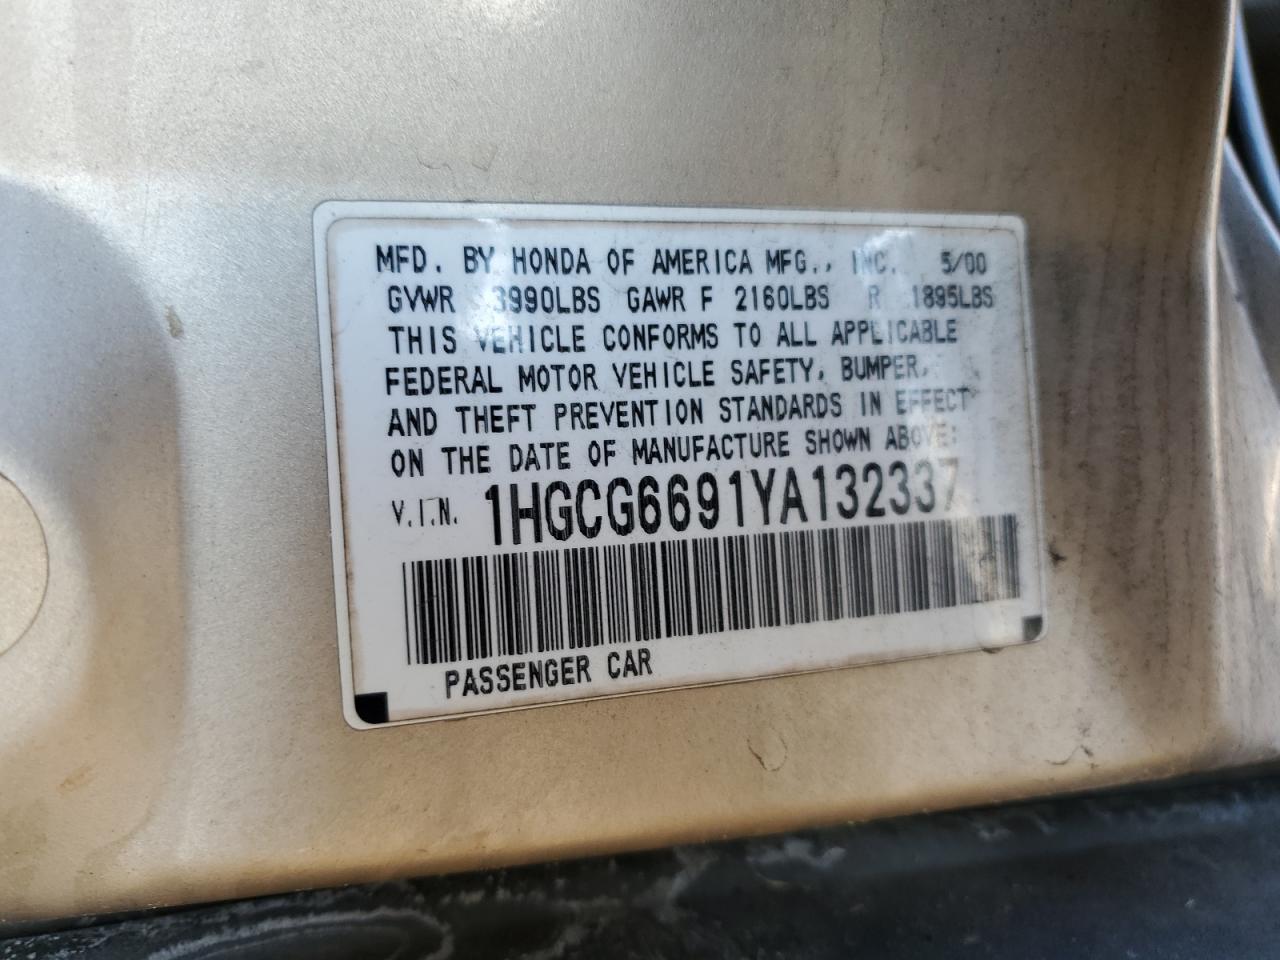 MFD. BY HONDA OF AMERICA MFG., INC. 5/00
GVWR 3990LBS GAWR F 2160LBS R 1895LBS
THIS VEHICLE CONFORMS TO ALL APPLICABLE
FEDERAL MOTOR VEHICLE SAFETY, BUMPER,
AND THEFT PREVENTION STANDARDS IN EFFECT
ON THE DATE OF MANUFACTURE SHOWN ABOVE:
V.I.N. 1HGCG6691YA132337
PASSENGER CAR